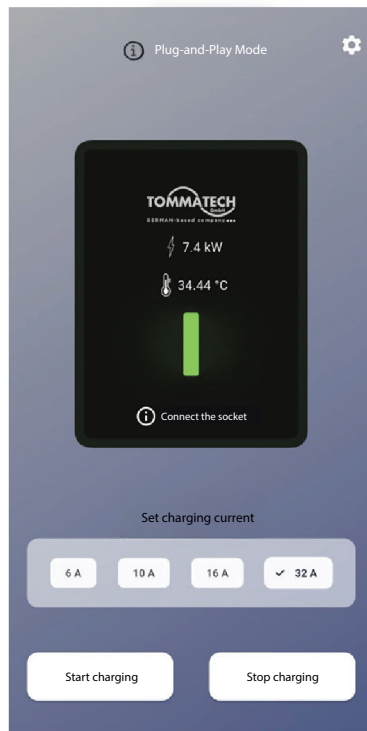 Plug-and-Play Mode
TOMMATECH
GmbH
GERMAN-based company
7.4 kW
34.44 °C
Connect the socket
Set charging current
6 A
10 A
16 A
32 A
Start charging
Stop charging